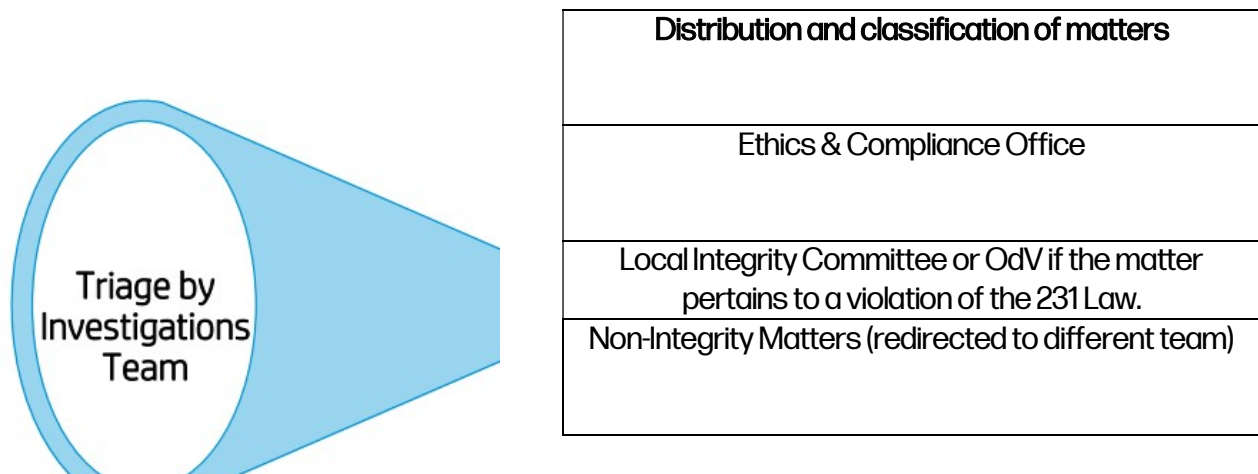 Triage by
Investigations
Team
Distribution and classification of matters
Ethics & Compliance Office
Local Integrity Committee or OdV if the matter
pertains to a violation of the 231 Law.
Non-Integrity Matters (redirected to different team)